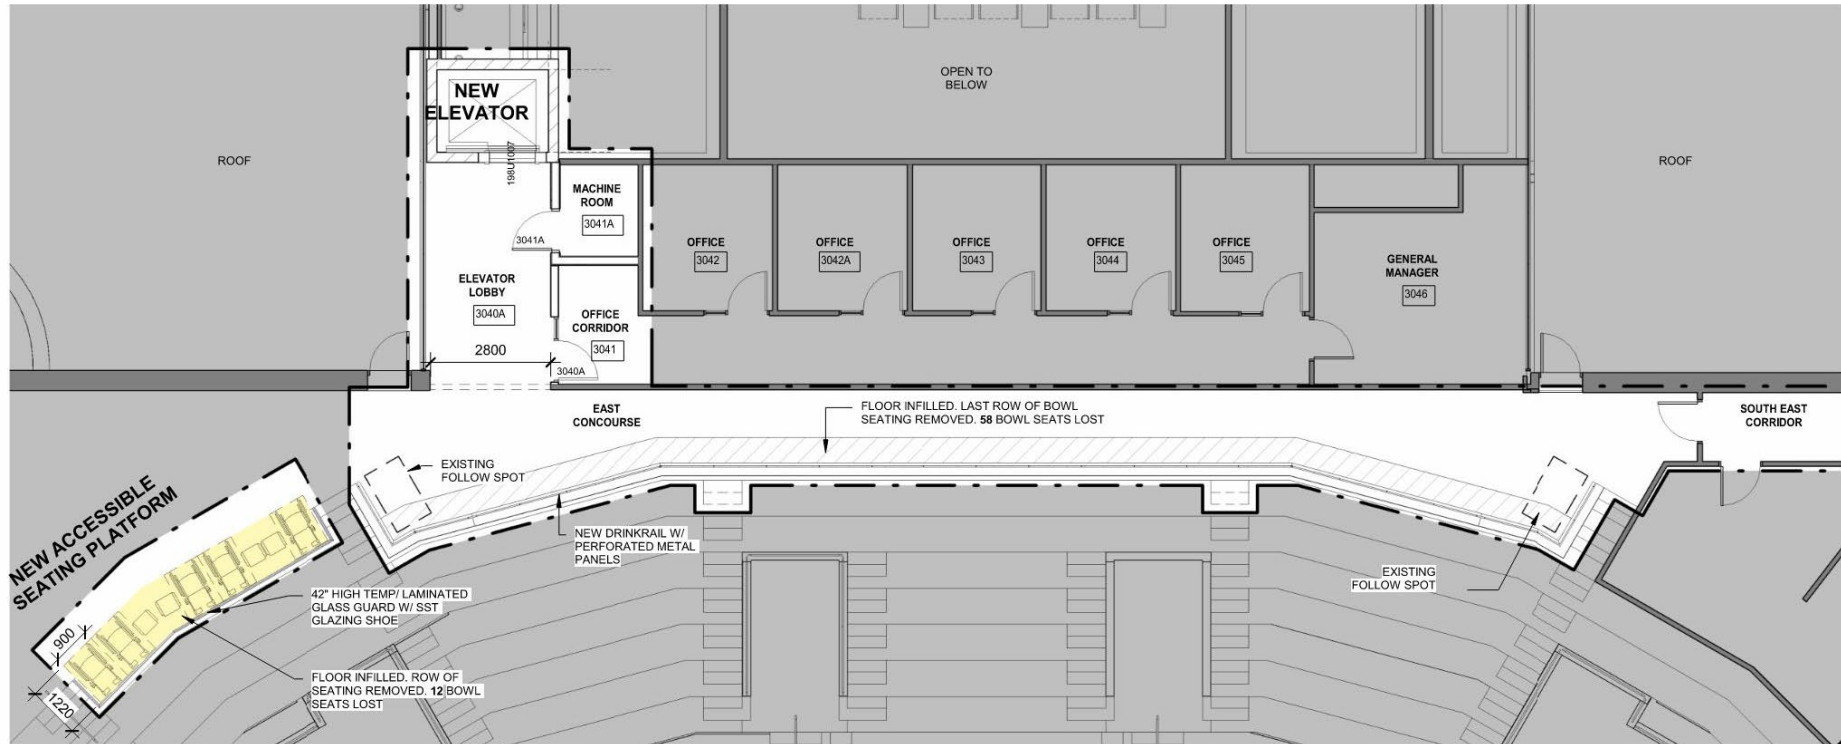 NEW
ELEVATOR
198U1007
OPEN TO
BELOW
ROOF
ROOF
MACHINE
ROOM
3041A
3041A
ELEVATOR
LOBBY
3040A
OFFICE
CORRIDOR
3041
3040A
2800
OFFICE
3042
OFFICE
3042A
OFFICE
3043
OFFICE
3044
OFFICE
3045
GENERAL
MANAGER
3046
EAST
CONCOURSE
FLOOR INFILLED. LAST ROW OF BOWL
SEATING REMOVED. 58 BOWL SEATS LOST
SOUTH EAST
CORRIDOR
EXISTING
FOLLOW SPOT
NEW DRINKRAIL W/
PERFORATED METAL
PANELS
EXISTING
FOLLOW SPOT
NEW ACCESSIBLE
SEATING PLATFORM
42" HIGH TEMP/ LAMINATED
GLASS GUARD W/ SST
GLAZING SHOE
900
1220
FLOOR INFILLED. ROW OF
SEATING REMOVED. 12 BOWL
SEATS LOST